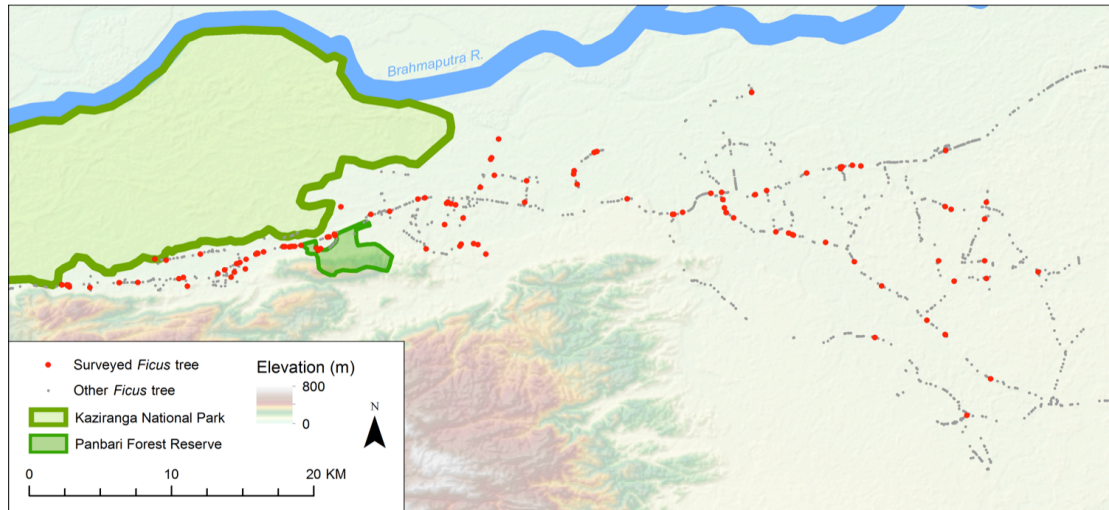 Brahmaputra R.
Surveyed Ficus tree
Other Ficus tree
Kaziranga National Park
Panbari Forest Reserve
Elevation (m)
800
0
N
0 10 20 KM